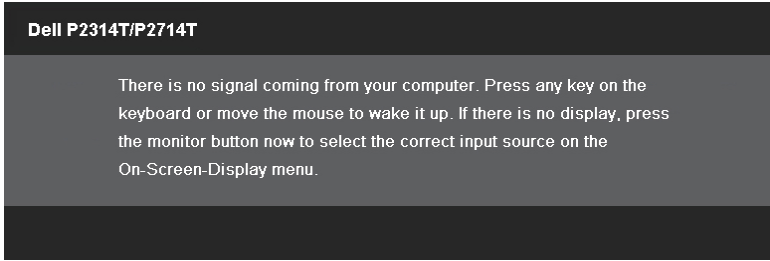 Dell P2314T/P2714T
There is no signal coming from your computer. Press any key on the
keyboard or move the mouse to wake it up. If there is no display, press
the monitor button now to select the correct input source on the
On-Screen-Display menu.